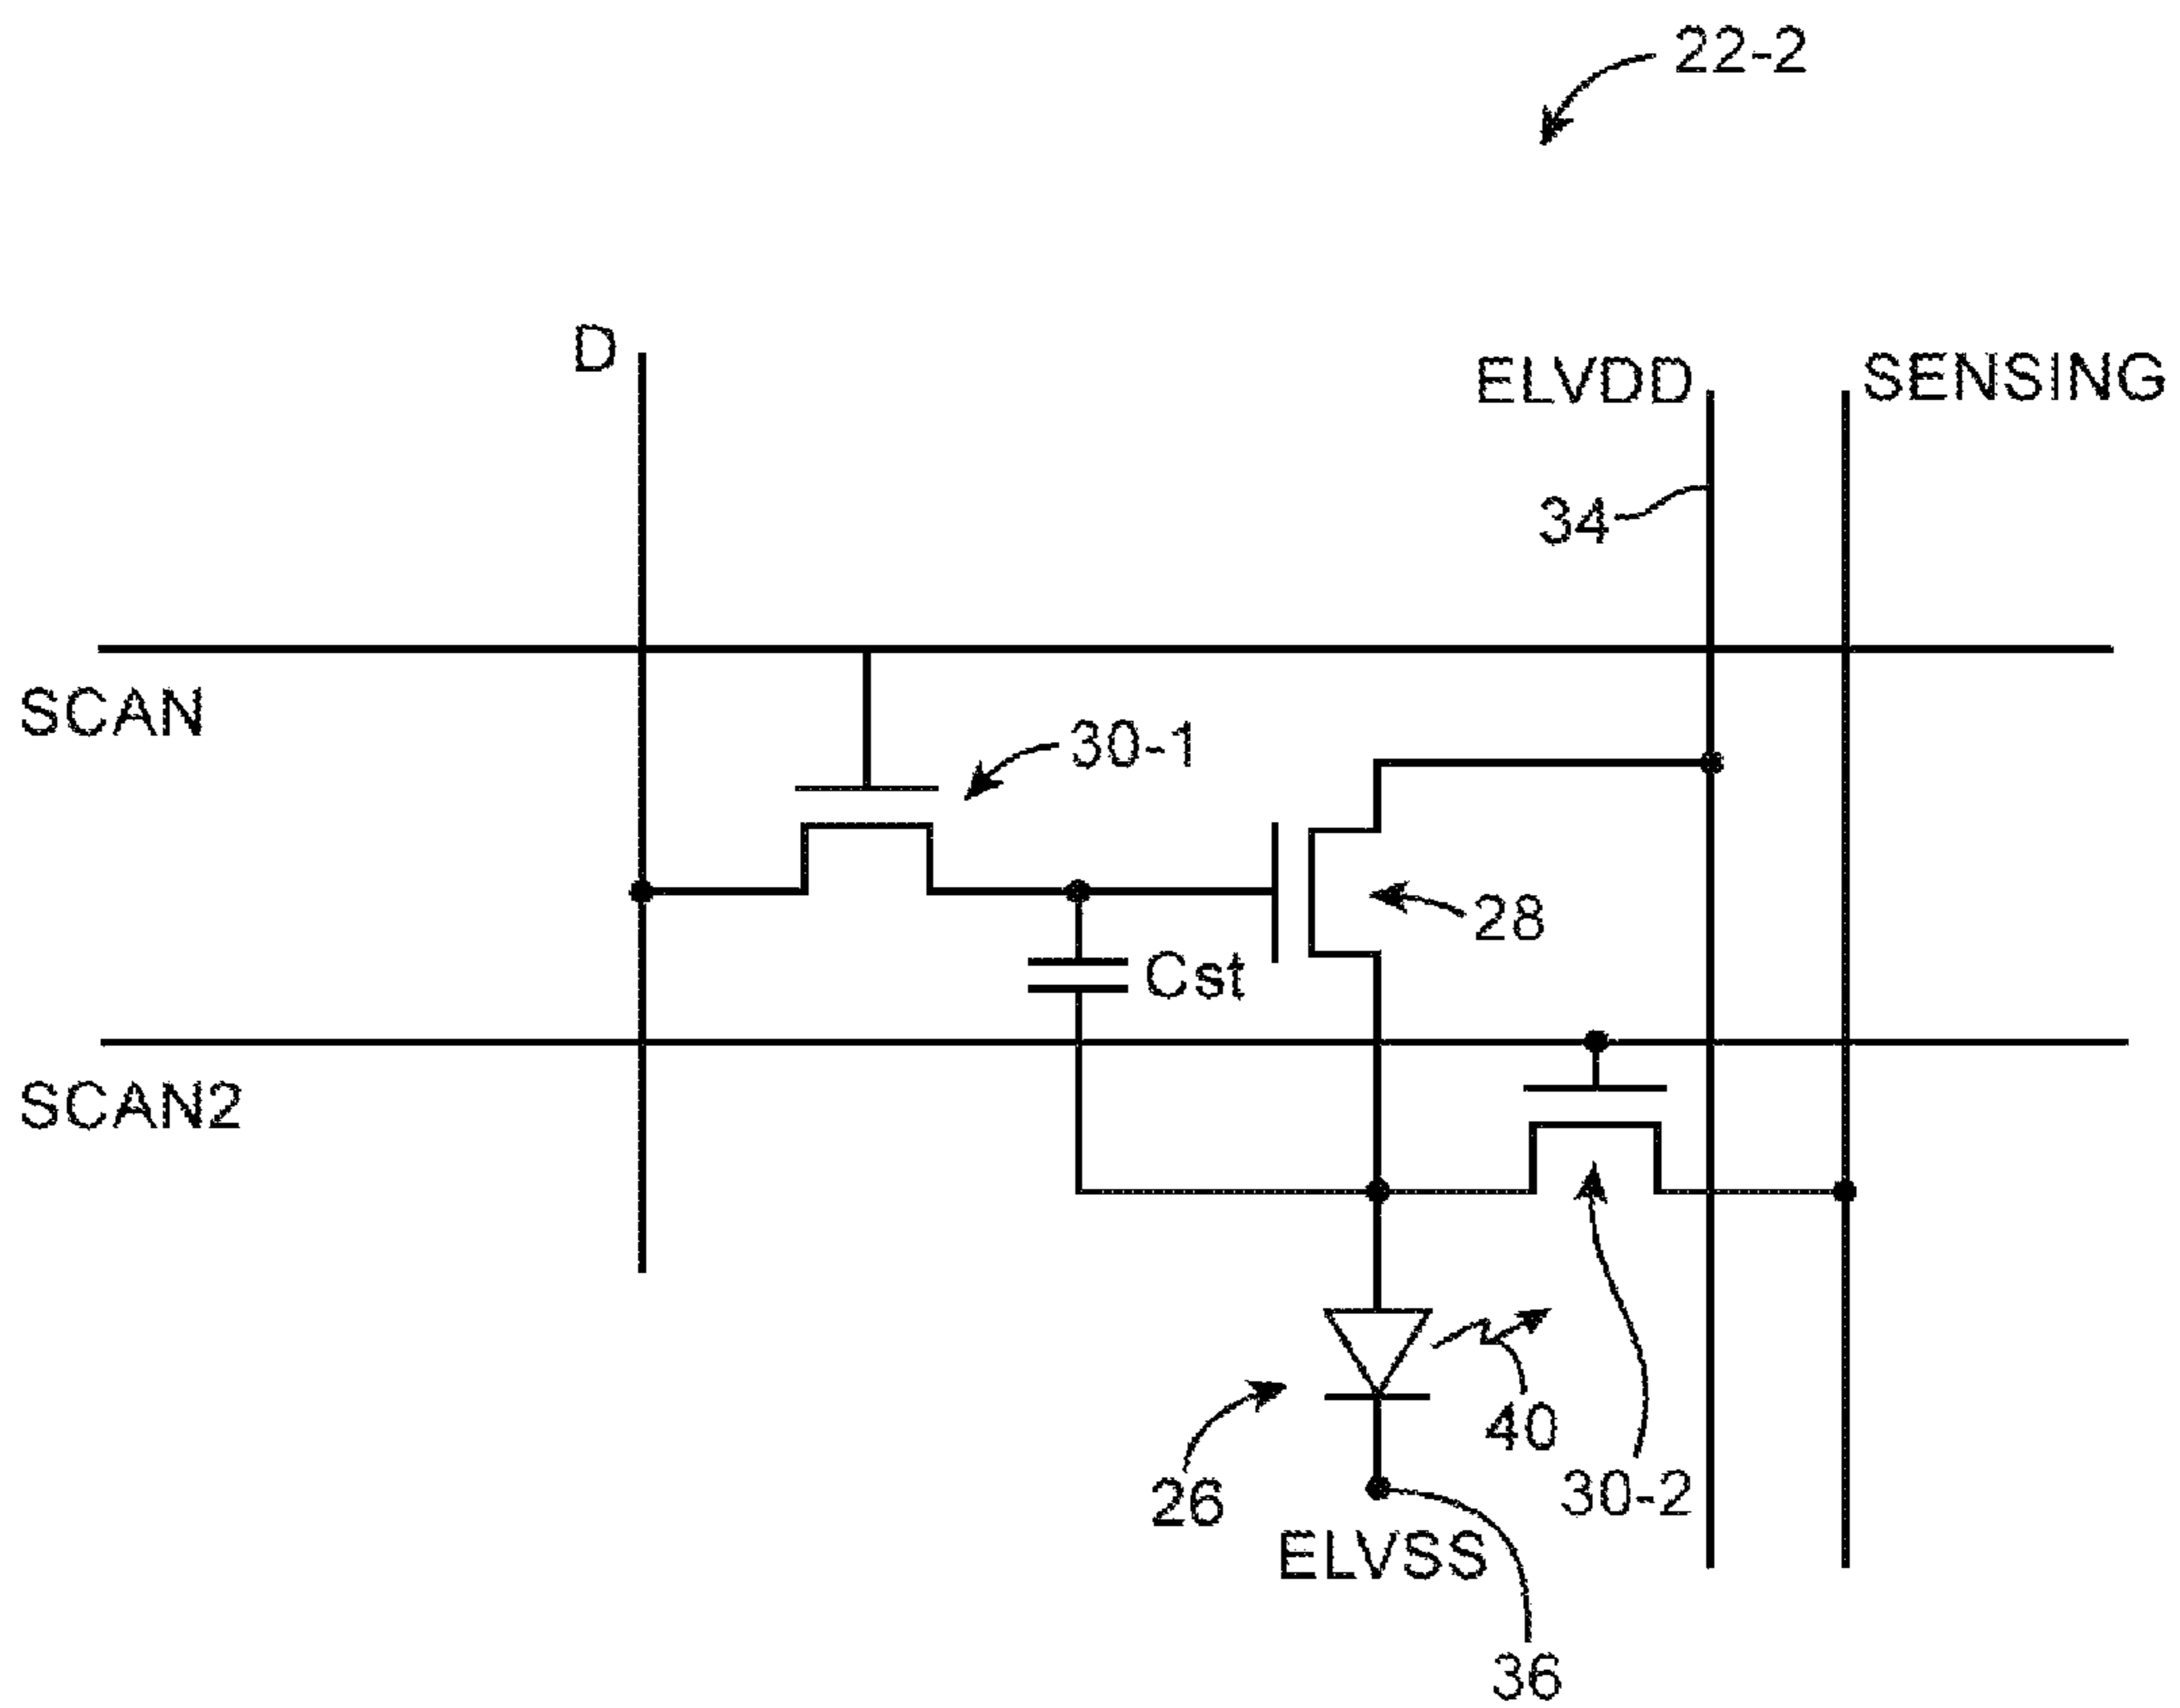 22-2
D
ELVDD
SENSING
34
SCAN
30-1
28
Cst
SCAN2
40
26
30-2
ELVSS
36